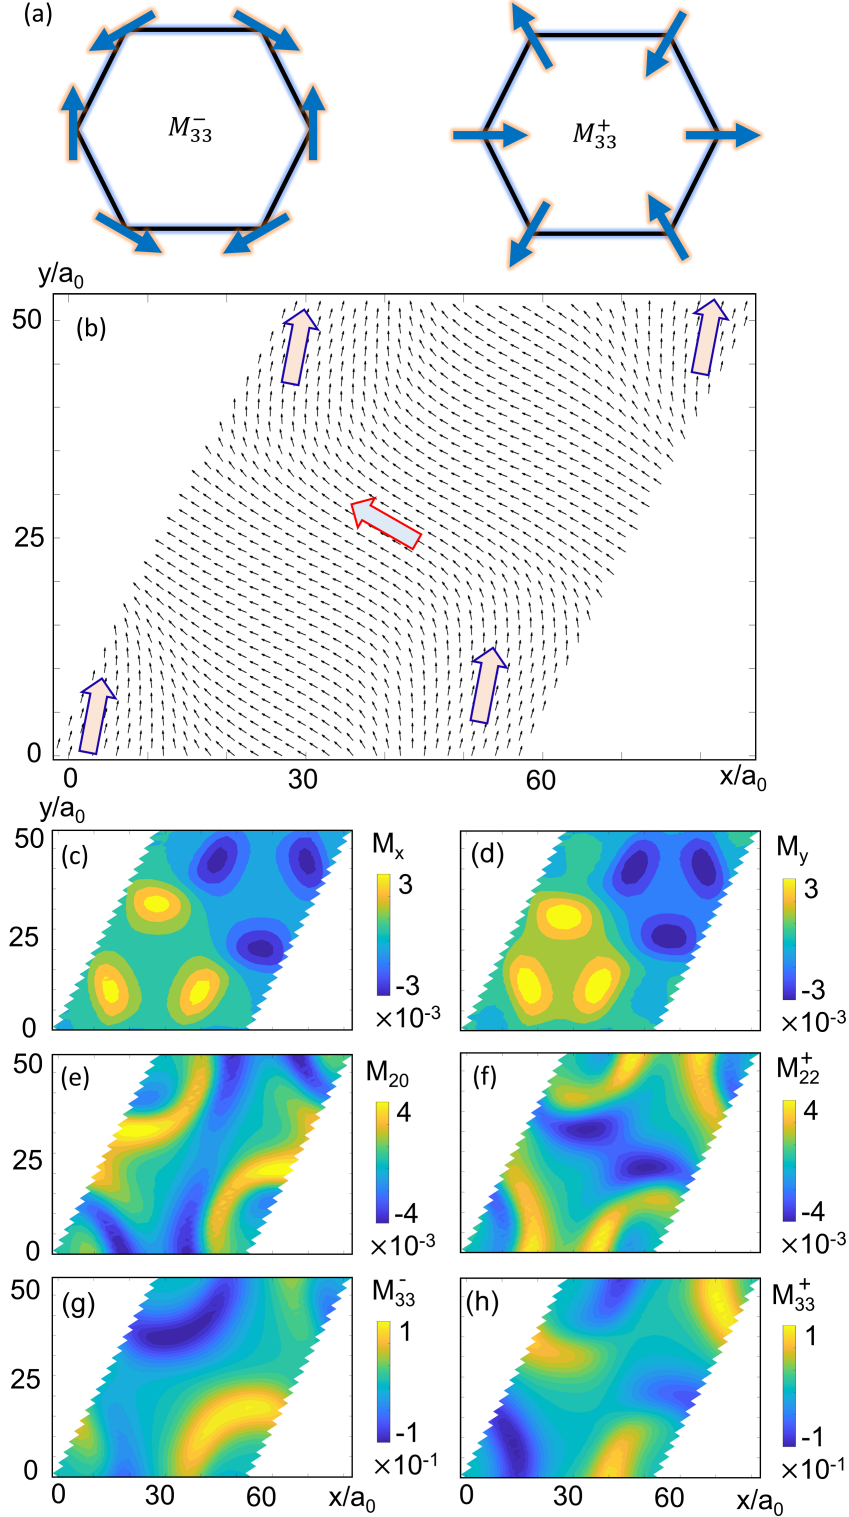 (a)
M₃₃⁻ M₃₃⁺
y/a₀
(b)
50
25
0
0 30 60 x/a₀
y/a₀
(c) Mₓ 3 -3 ×10⁻³
50
25
0
(d) M_y 3 -3 ×10⁻³
(e) M₂₀ 4 -4 ×10⁻³
50
25
0
(f) M₂₂⁺ 4 -4 ×10⁻³
(g) M₃₃⁻ 1 -1 ×10⁻¹
50
25
0
0 30 60 x/a₀
(h) M₃₃⁺ 1 -1 ×10⁻¹
0 30 60 x/a₀